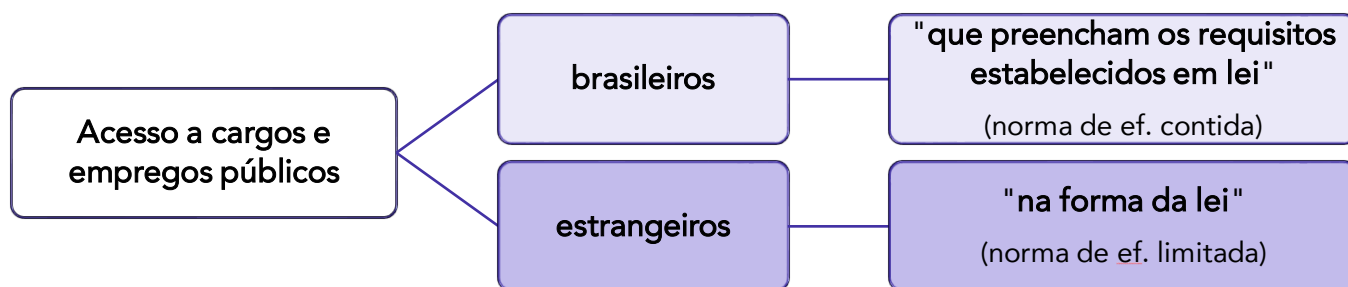 Acesso a cargos e
empregos públicos
brasileiros
"que preencham os requisitos
estabelecidos em lei"
(norma de ef. contida)
estrangeiros
"na forma da lei"
(norma de ef. limitada)